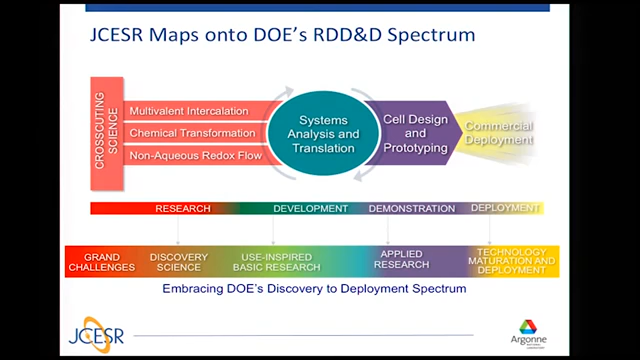 JCESR Maps onto DOE's RDD&D Spectrum
CROSSCUTTING
SCIENCE
Multivalent Intercalation
Chemical Transformation
Non-Aqueous Redox Flow
Systems
Analysis and
Translation
Cell Design
and
Prototyping
Commercial
Deployment
RESEARCH
DEVELOPMENT
DEMONSTRATION
DEPLOYMENT
GRAND
CHALLENGES
DISCOVERY
SCIENCE
USE-INSPIRED
BASIC RESEARCH
APPLIED
RESEARCH
TECHNOLOGY
MATURATION AND
DEPLOYMENT
Embracing DOE's Discovery to Deployment Spectrum
JCESR
Argonne